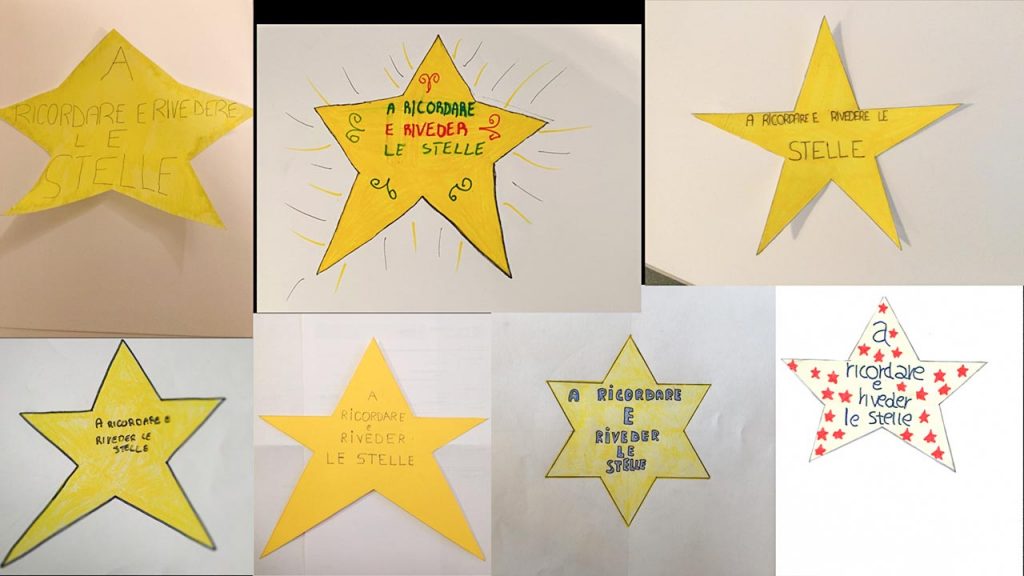 A
RICORDARE E RIVEDERE
LE
STELLE
A RICORDARE
E RIVEDER
LE STELLE
A RICORDARE E RIVEDERE LE
STELLE
A RICORDARE E
RIVEDER LE
STELLE
A
RICORDARE
e
RIVEDER
LE STELLE
A RICORDARE
E
RIVEDER
LE
STELLE
a
ricordare
e
riveder
le stelle